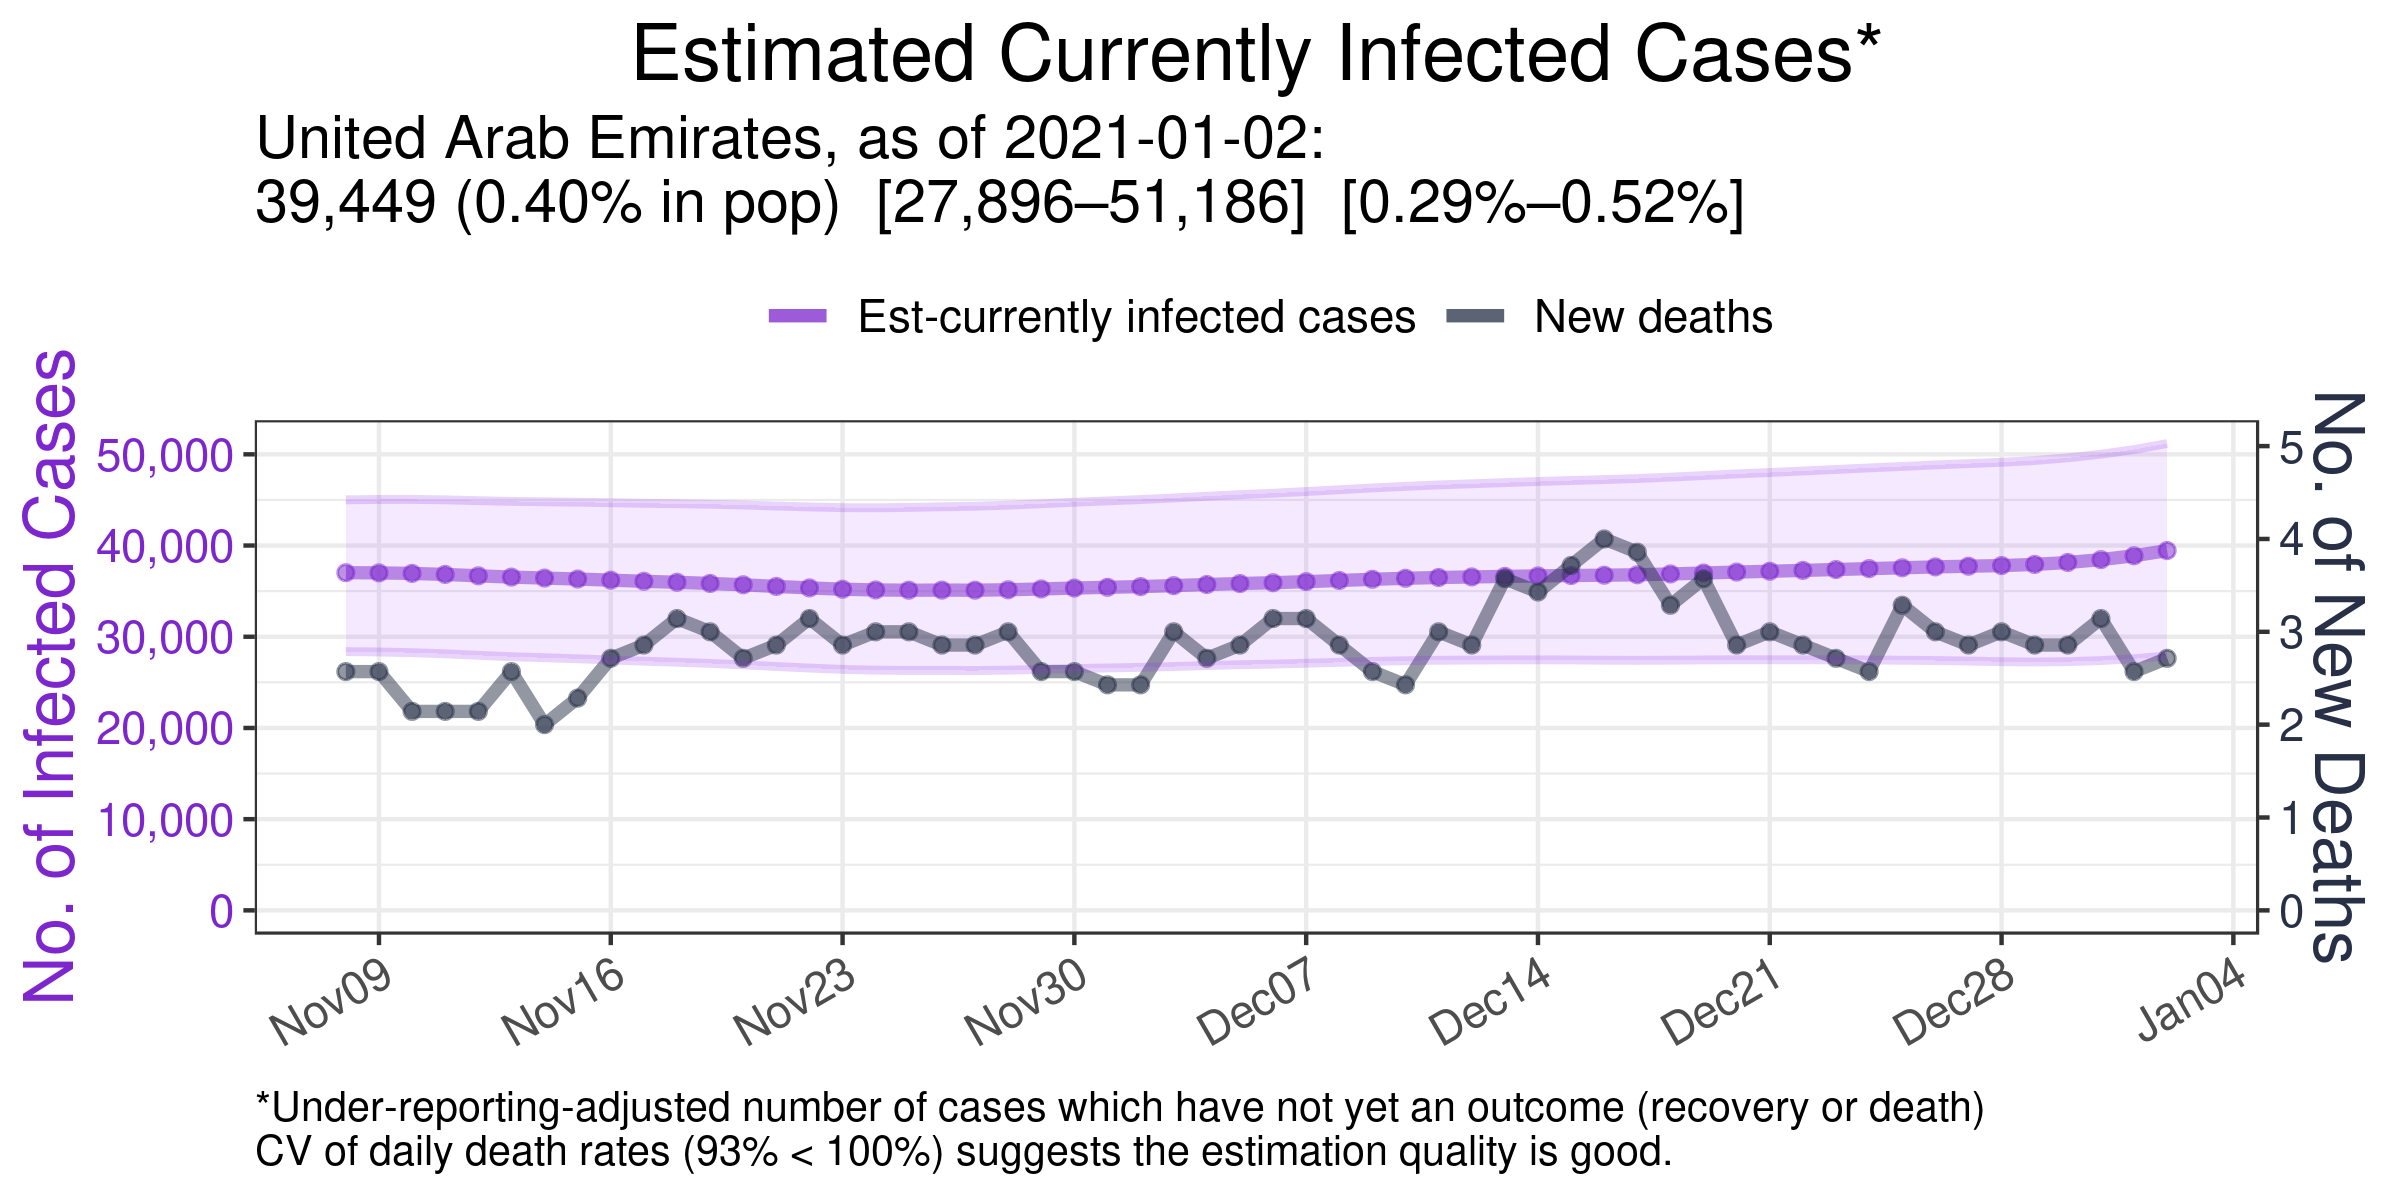 Estimated Currently Infected Cases*
United Arab Emirates, as of 2021-01-02:
39,449 (0.40% in pop)  [27,896–51,186]  [0.29%–0.52%]
Est-currently infected cases
New deaths
No. of Infected Cases
50,000
40,000
30,000
20,000
10,000
0
5
4
3
2
1
0
No. of New Deaths
Nov09
Nov16
Nov23
Nov30
Dec07
Dec14
Dec21
Dec28
Jan04
*Under-reporting-adjusted number of cases which have not yet an outcome (recovery or death)
CV of daily death rates (93% < 100%) suggests the estimation quality is good.